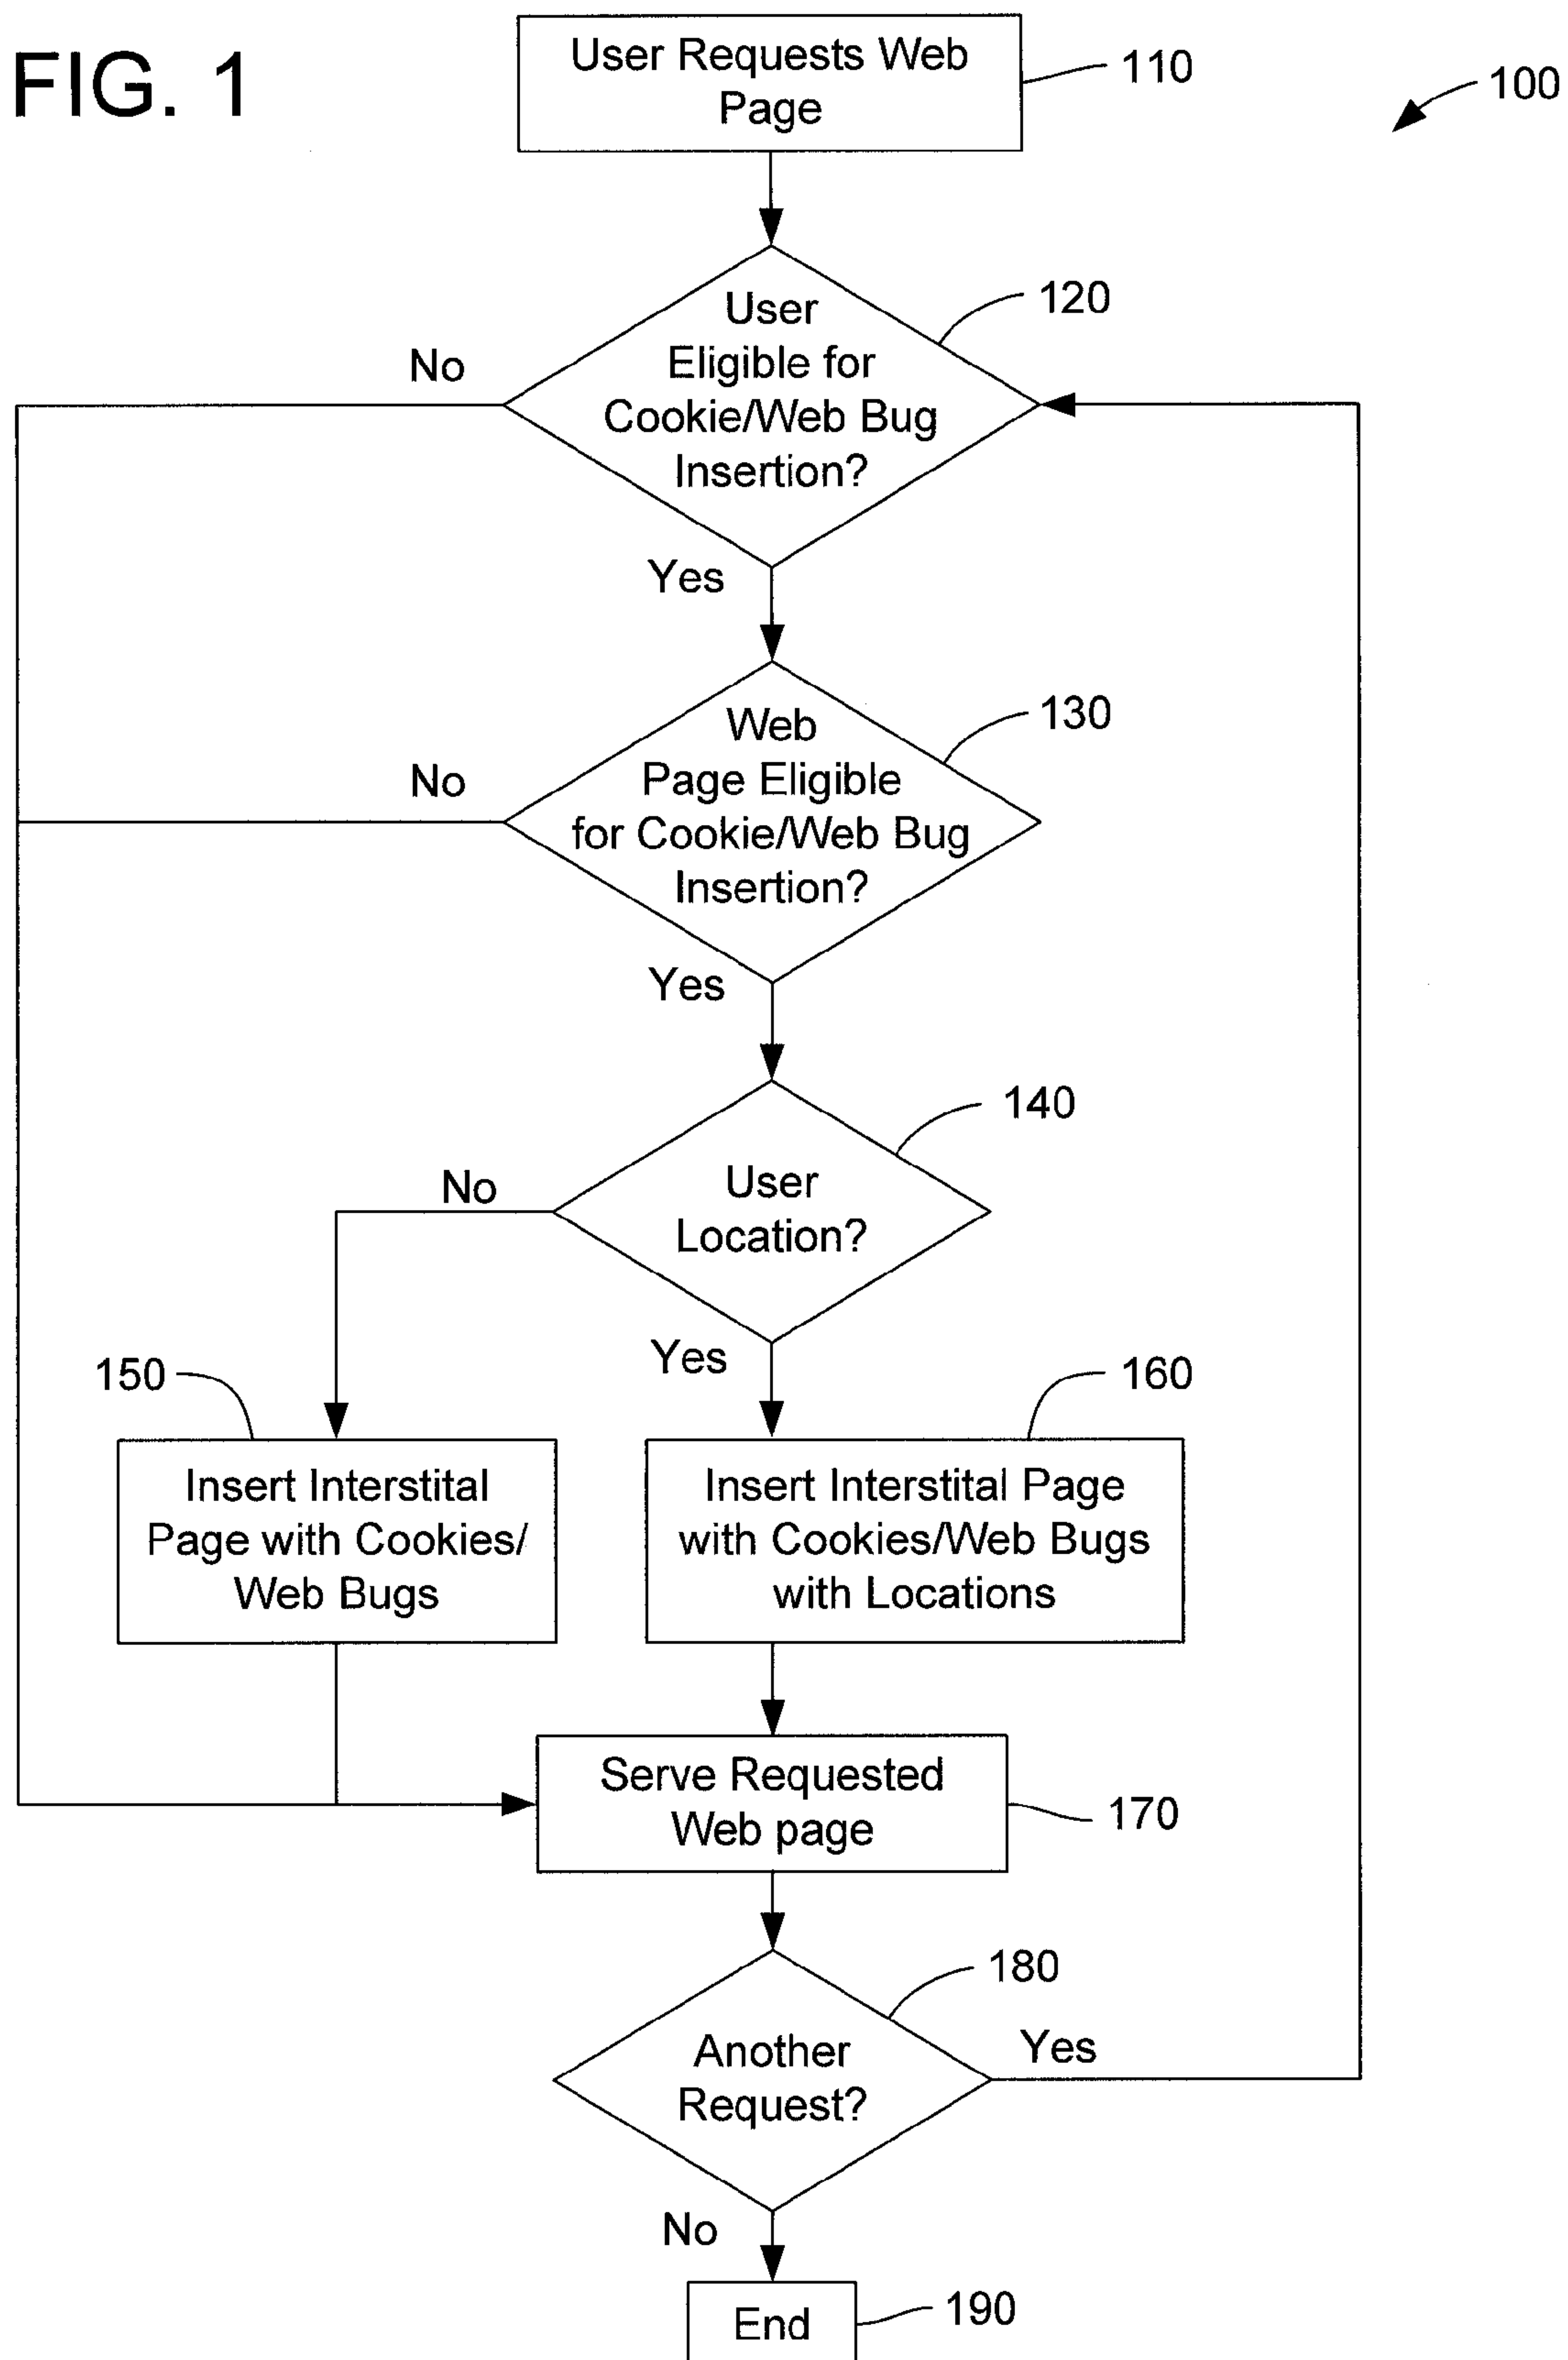 FIG. 1
User Requests Web
Page
110
100
User
Eligible for
Cookie/Web Bug
Insertion?
120
No
Yes
Web
Page Eligible
for Cookie/Web Bug
Insertion?
130
No
Yes
User
Location?
140
No
Yes
150
Insert Interstital
Page with Cookies/
Web Bugs
160
Insert Interstital Page
with Cookies/Web Bugs
with Locations
Serve Requested
Web page
170
Another
Request?
180
Yes
No
End
190